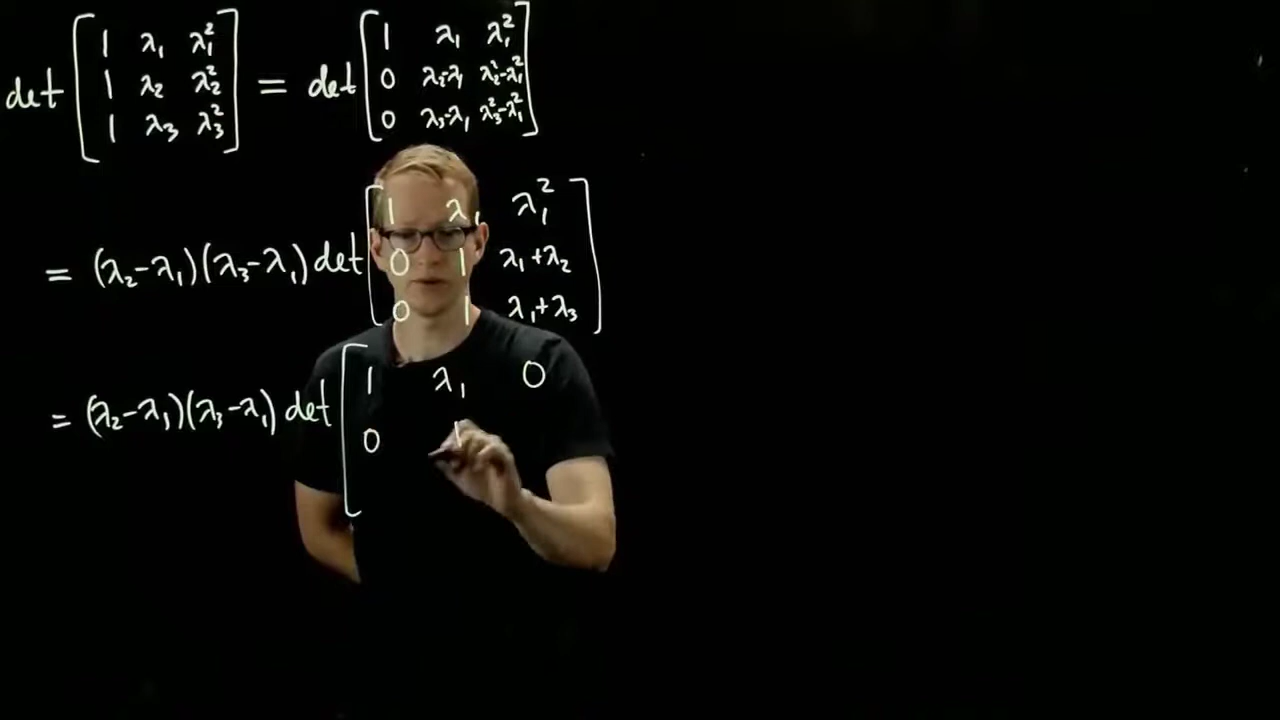 det [ 1 λ₁ λ₁² = det [ 1 λ₁ λ₁²
1 λ₂ λ₂² 0 λ₂-λ₁ λ₂²-λ₁²
1 λ₃ λ₃² ] 0 λ₃-λ₁ λ₃²-λ₁² ]
= (λ₂-λ₁)(λ₃-λ₁) det [ 1 λ₁ λ₁²
0 1 λ₁+λ₂
0 1 λ₁+λ₃ ]
= (λ₂-λ₁)(λ₃-λ₁) det [ 1 λ₁ 0
0 1